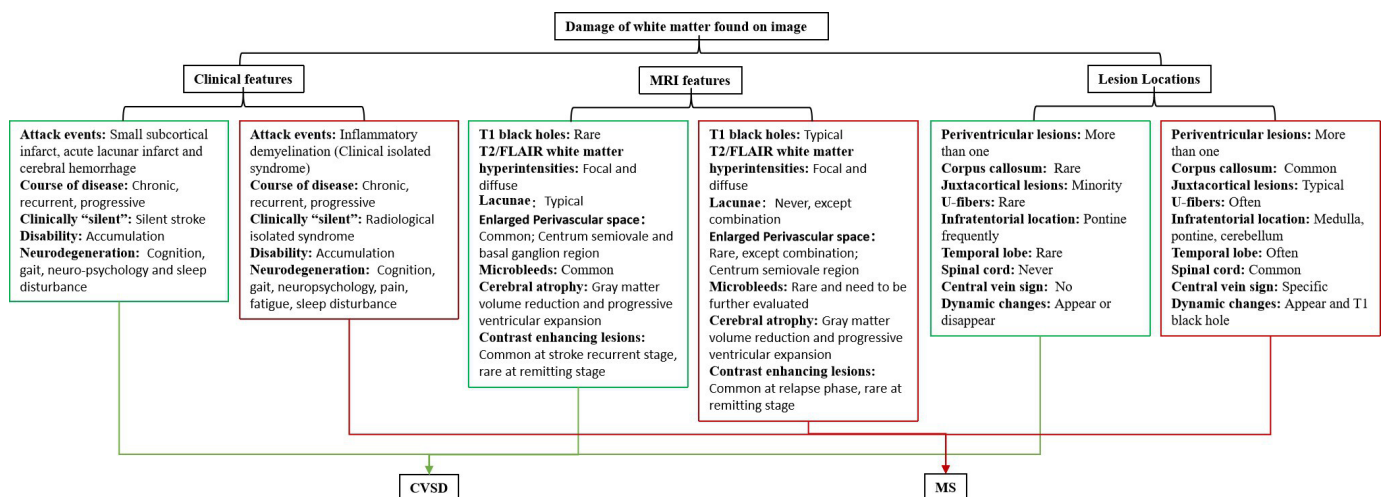 Damage of white matter found on image
Clinical features
MRI features
Lesion Locations
Attack events: Small subcortical
infarct, acute lacunar infarct and
cerebral hemorrhage
Course of disease: Chronic,
recurrent, progressive
Clinically “silent”: Silent stroke
Disability: Accumulation
Neurodegeneration: Cognition,
gait, neuro-psychology and sleep
disturbance
Attack events: Inflammatory
demyelination (Clinical isolated
syndrome)
Course of disease: Chronic,
recurrent, progressive
Clinically “silent”: Radiological
isolated syndrome
Disability: Accumulation
Neurodegeneration: Cognition,
gait, neuropsychology, pain,
fatigue, sleep disturbance
T1 black holes: Rare
T2/FLAIR white matter
hyperintensities: Focal and
diffuse
Lacunae： Typical
Enlarged Perivascular space：
Common; Centrum semiovale and
basal ganglion region
Microbleeds: Common
Cerebral atrophy: Gray matter
volume reduction and progressive
ventricular expansion
Contrast enhancing lesions:
Common at stroke recurrent stage,
rare at remitting stage
T1 black holes: Typical
T2/FLAIR white matter
hyperintensities: Focal and
diffuse
Lacunae： Never, except
combination
Enlarged Perivascular space：
Rare, except combination;
Centrum semiovale region
Microbleeds: Rare and need to be
further evaluated
Cerebral atrophy: Gray matter
volume reduction and progressive
ventricular expansion
Contrast enhancing lesions:
Common at relapse phase, rare at
remitting stage
Periventricular lesions: More
than one
Corpus callosum: Rare
Juxtacortical lesions: Minority
U-fibers: Rare
Infratentorial location: Pontine
frequently
Temporal lobe: Rare
Spinal cord: Never
Central vein sign: No
Dynamic changes: Appear or
disappear
Periventricular lesions: More
than one
Corpus callosum: Common
Juxtacortical lesions: Typical
U-fibers: Often
Infratentorial location: Medulla,
pontine, cerebellum
Temporal lobe: Often
Spinal cord: Common
Central vein sign: Specific
Dynamic changes: Appear and T1
black hole
CVSD
MS